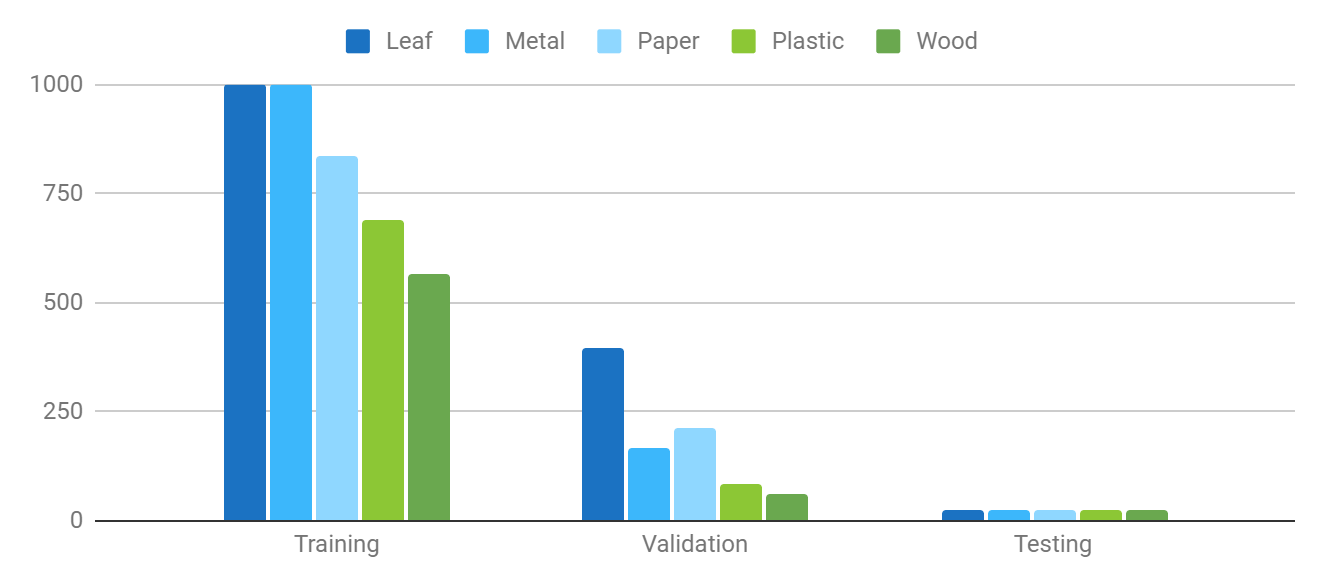 Leaf Metal Paper Plastic Wood
1000
750
500
250
0
Training Validation Testing